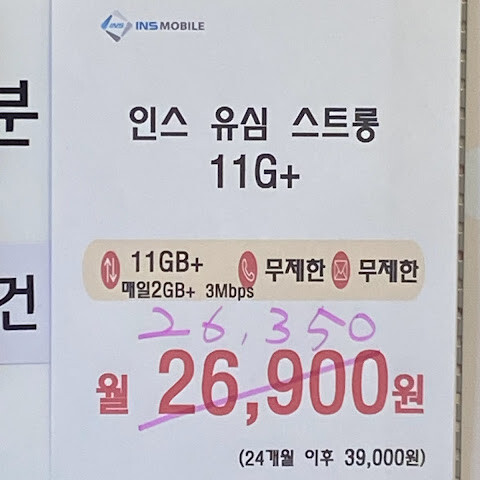 INS INS MOBILE
인스 유심 스트롱
11G+
분
11GB+ 무제한 무제한
매일2GB+ 3Mbps
건
26,350
월 26,900원
(24개월 이후 39,000원)